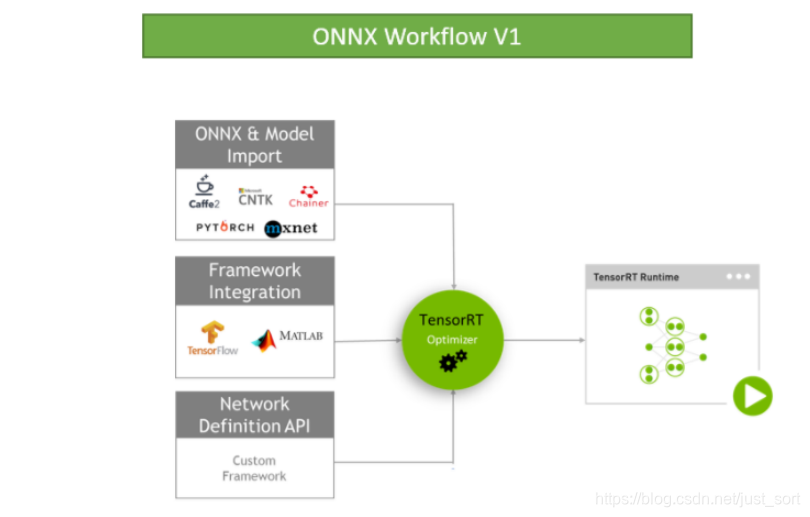 ONNX Workflow V1
ONNX & Model
Import
Caffe2
Microsoft
CNTK
Chainer
PYTORCH
mxnet
Framework
Integration
TensorFlow
MATLAB
Network
Definition API
Custom
Framework
TensorRT
Optimizer
TensorRT Runtime
https://blog.csdn.net/just_sort